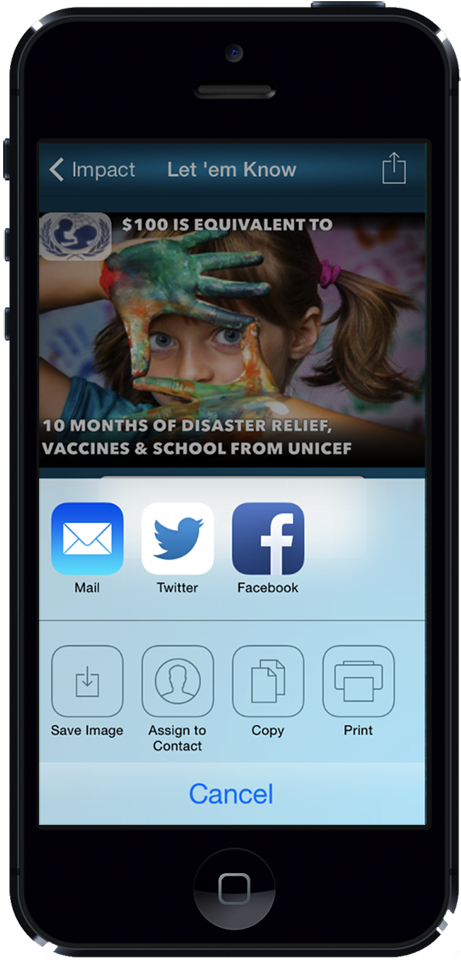 Impact
Let 'em Know
$100 IS EQUIVALENT TO
10 MONTHS OF DISASTER RELIEF,
VACCINES & SCHOOL FROM UNICEF
Mail
Twitter
Facebook
Save Image
Assign to
Contact
Copy
Print
Cancel